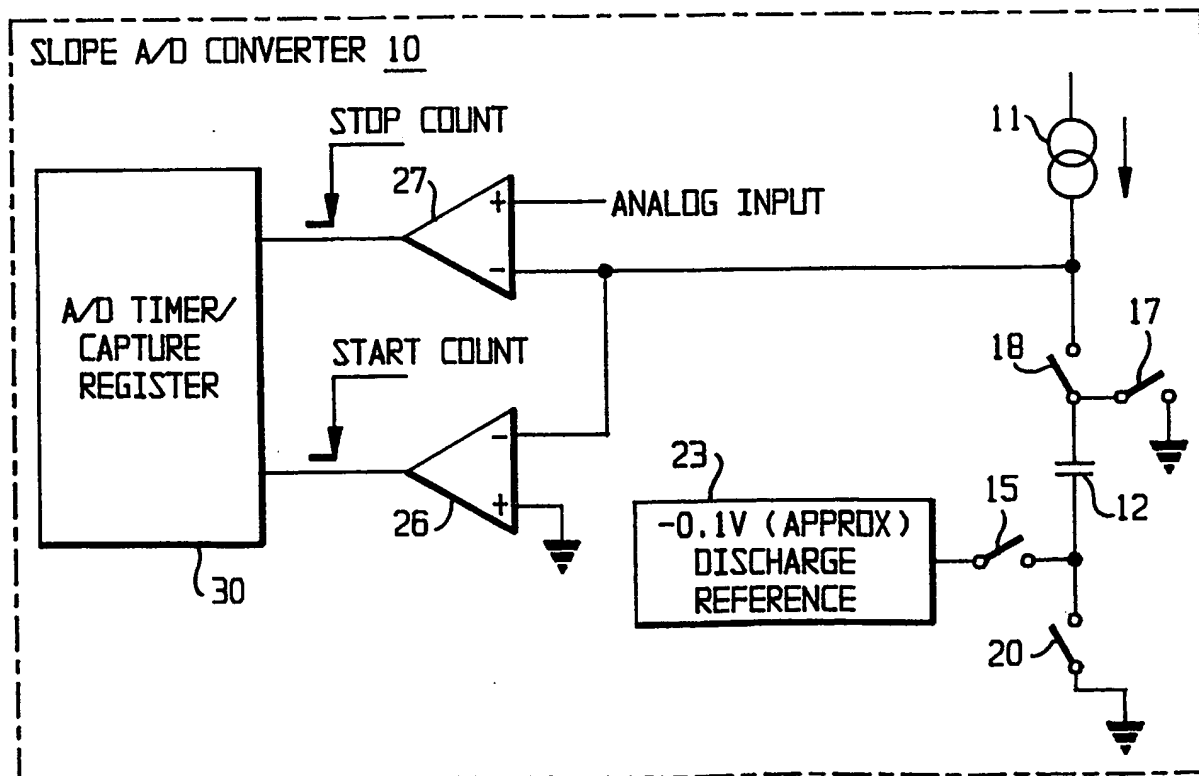 SLOPE A/D CONVERTER 10
STOP COUNT
27
+
ANALOG INPUT
-
11
A/D TIMER/
CAPTURE
REGISTER
START COUNT
18
17
-
+
26
23
-0.1V (APPROX)
DISCHARGE
REFERENCE
15
12
30
20